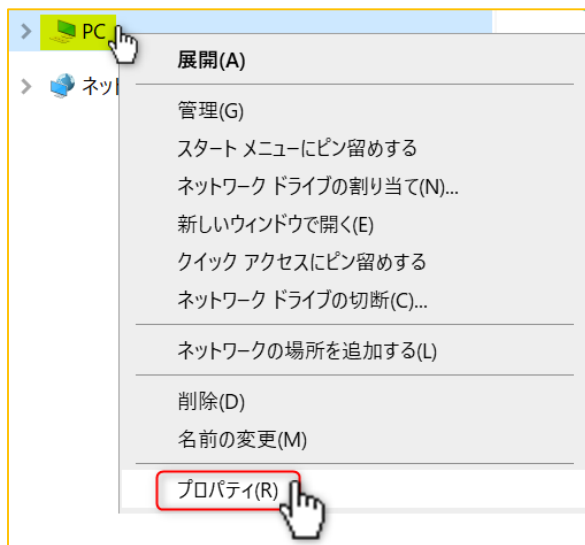 PC
展開(A)
ネット
管理(G)
スタート メニューにピン留めする
ネットワーク ドライブの割り当て(N)...
新しいウィンドウで開く(E)
クイック アクセスにピン留めする
ネットワーク ドライブの切断(C)...
ネットワークの場所を追加する(L)
削除(D)
名前の変更(M)
プロパティ(R)